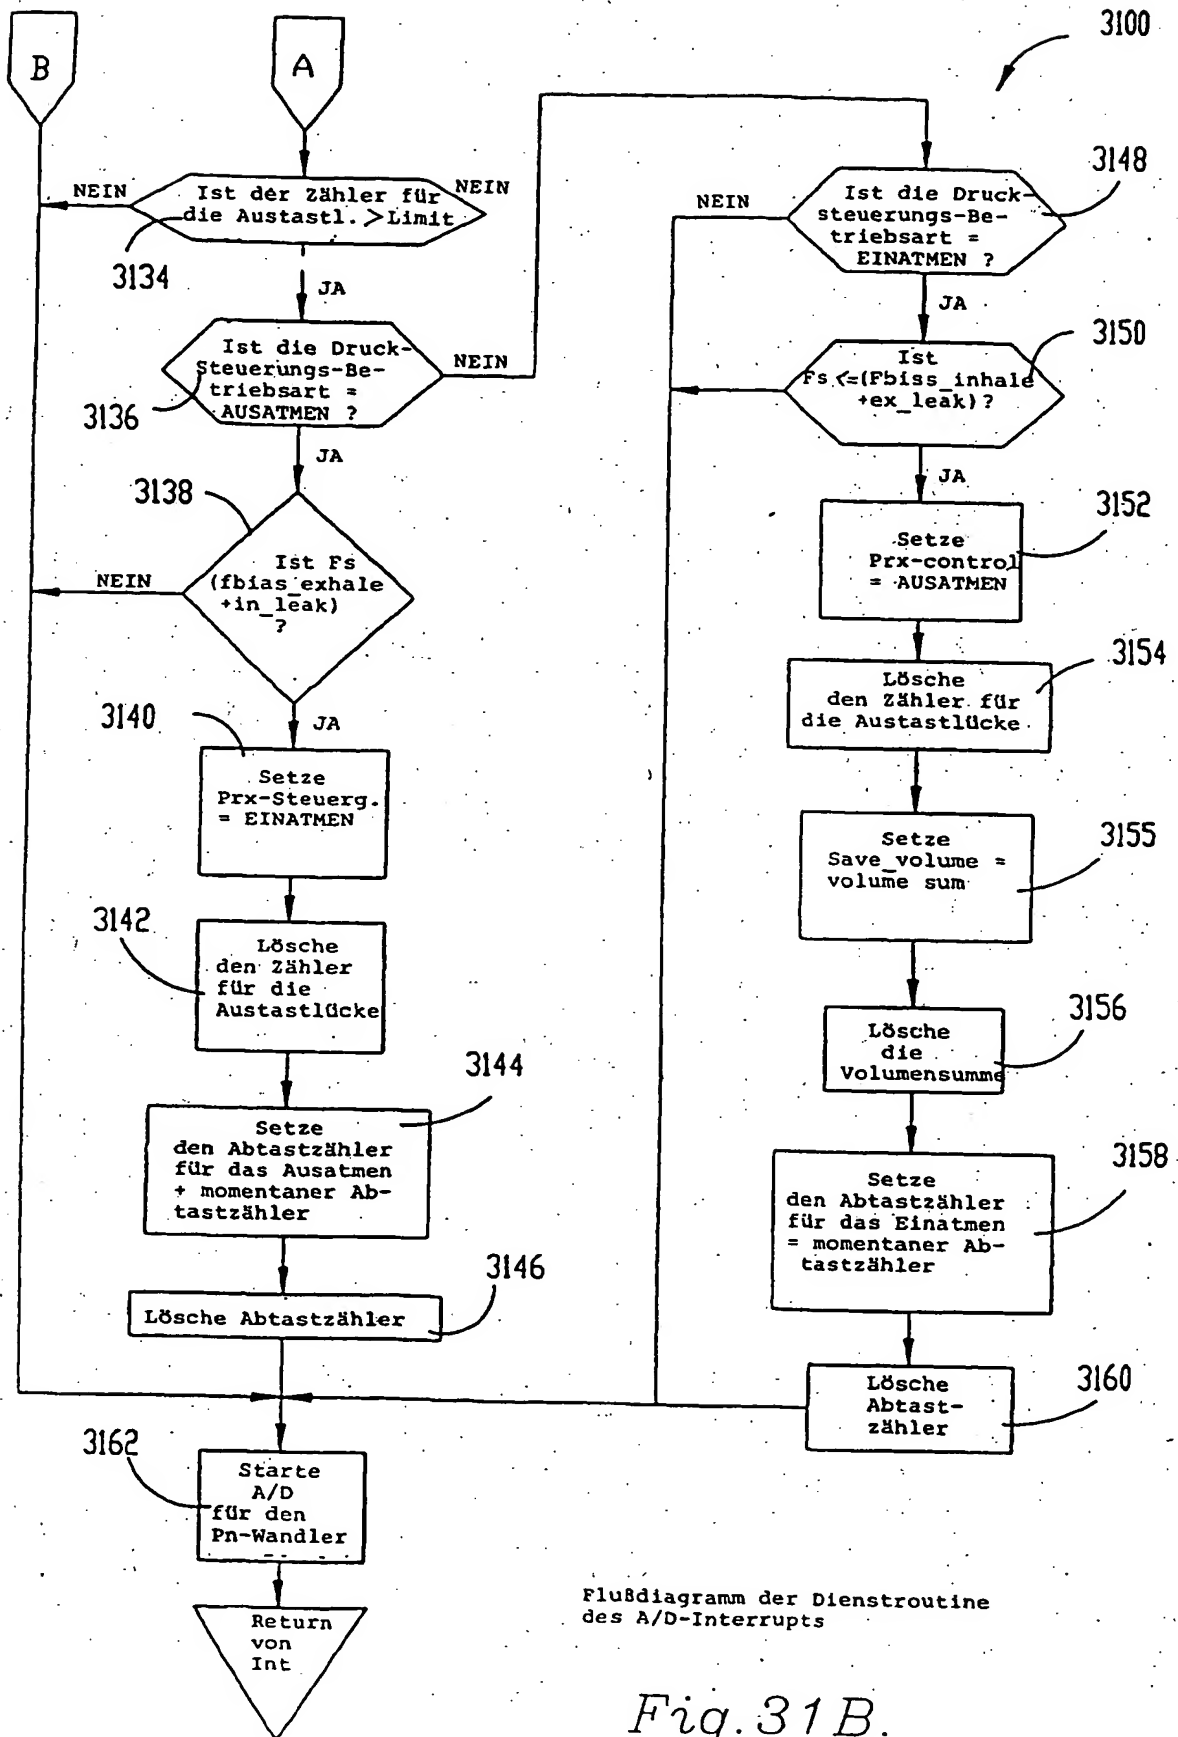 3100
B
A
NEIN
Ist der Zähler für
die Austastl. > Limit
NEIN
3134
JA
Ist die Druck-
Steuerungs-Be-
triebsart =
AUSATMEN ?
NEIN
3136
JA
3138
Ist Fs
(fbias_exhale
+in_leak)
?
NEIN
JA
3140
Setze
Prx-Steuerg.
= EINATMEN
3142
Lösche
den Zähler
für die
Austastlücke
3144
Setze
den Abtastzähler
für das Ausatmen
+ momentaner Ab-
tastzähler
3146
Lösche Abtastzähler
3162
Starte
A/D
für den
Pn-Wandler
Return
von
Int
3148
NEIN
Ist die Druck-
steuerungs-Be-
triebsart =
EINATMEN ?
JA
3150
Ist
Fs <=(Fbiss_inhale
+ex_leak)?
JA
3152
Setze
Prx-control
= AUSATMEN
3154
Lösche
den Zähler für
die Austastlücke
3155
Setze
Save_volume =
volume sum
3156
Lösche
die
Volumensumme
3158
Setze
den Abtastzähler
für das Einatmen
= momentaner Ab-
tastzähler
3160
Lösche
Abtast-
zähler
Flußdiagramm der Dienstroutine
des A/D-Interrupts
Fig. 31B.